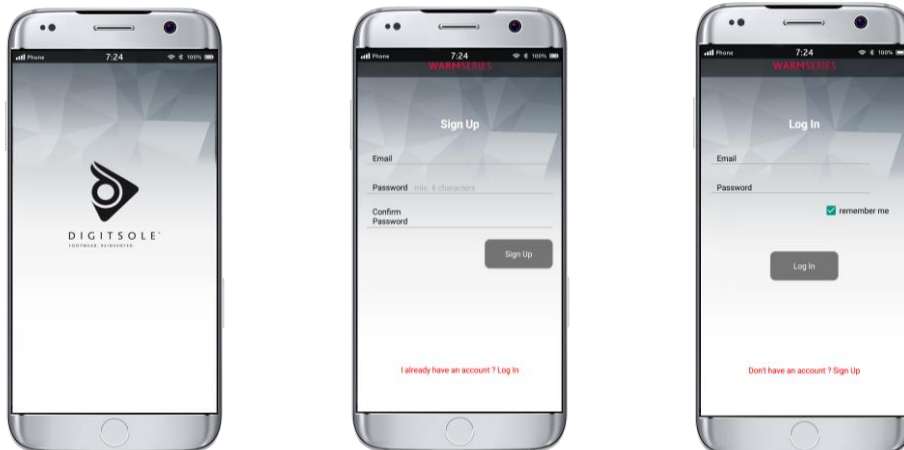 Phone 7:24 100%
DIGITSOLE
FOOTWEAR. REINVENTED.
Phone 7:24 100%
WARMSERIES
Sign Up
Email
Password min. 6 characters
Confirm
Password
Sign Up
I already have an account ? Log In
Phone 7:24 100%
WARMSERIES
Log In
Email
Password
remember me
Log In
Don't have an account ? Sign Up